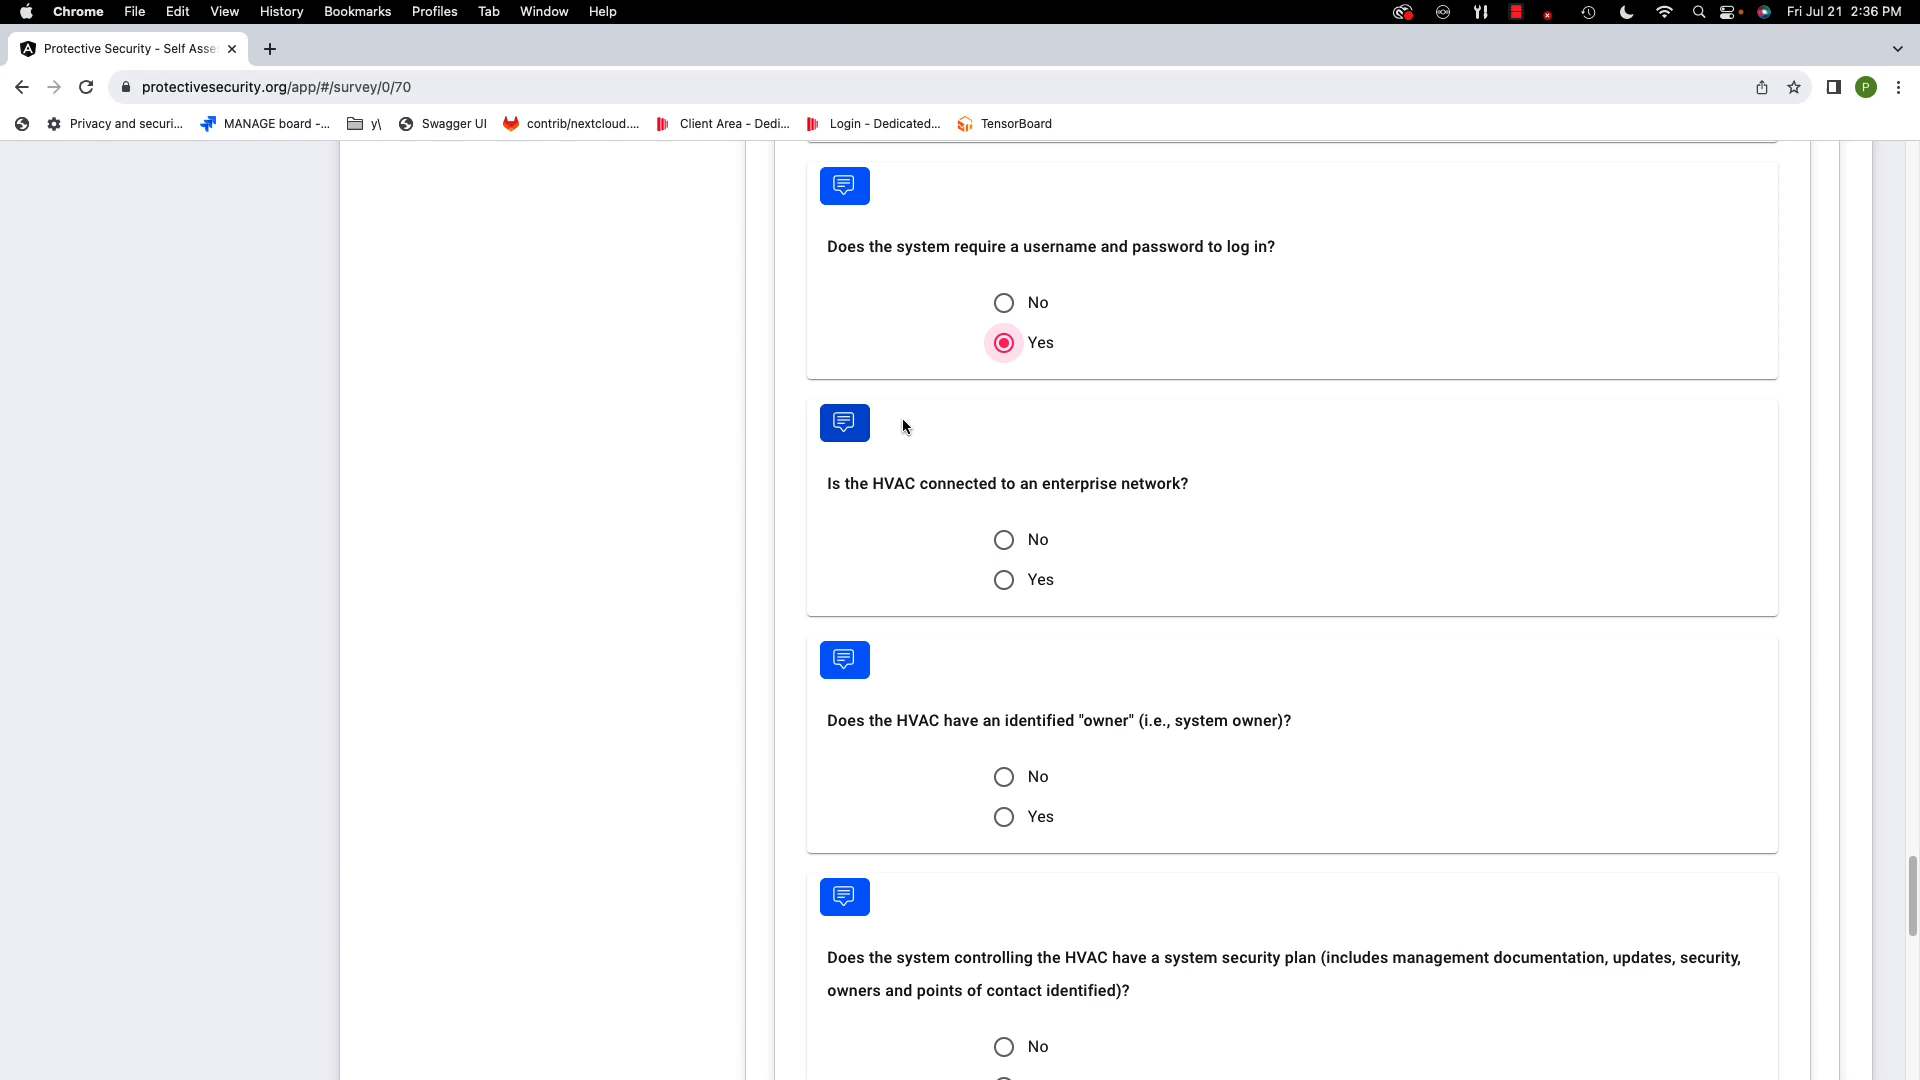 Chrome File Edit View History Bookmarks Profiles Tab Window Help Fri Jul 21 2:36 PM
Protective Security - Self Asse
protectivesecurity.org/app/#/survey/0/70 P
Privacy and securi... MANAGE board -... y\ Swagger UI contrib/nextcloud.... Client Area - Dedi... Login - Dedicated... TensorBoard
Does the system require a username and password to log in?
No
Yes
Is the HVAC connected to an enterprise network?
No
Yes
Does the HVAC have an identified "owner" (i.e., system owner)?
No
Yes
Does the system controlling the HVAC have a system security plan (includes management documentation, updates, security,
owners and points of contact identified)?
No